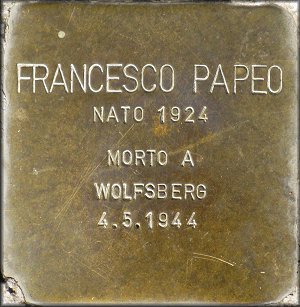 FRANCESCO PAPEO
NATO 1924
MORTO A
WOLFSBERG
4.5.1944